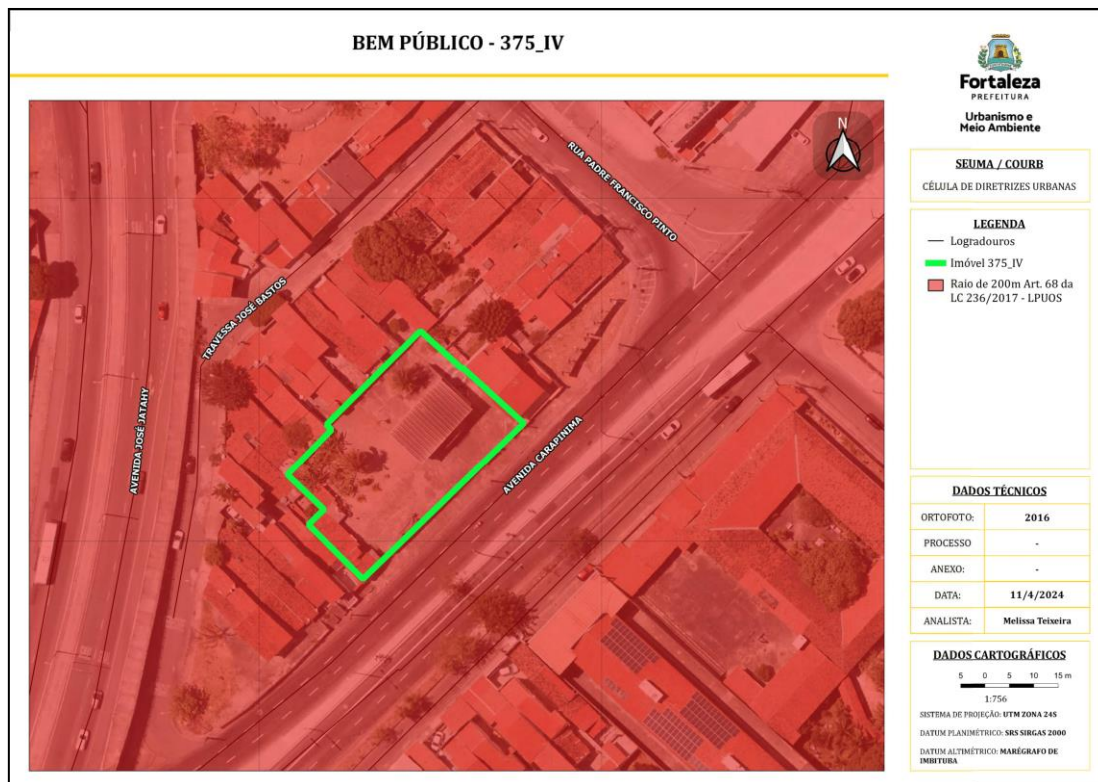 BEM PÚBLICO - 375_IV
Fortaleza
PREFEITURA
Urbanismo e
Meio Ambiente
N
RUA PADRE FRANCISCO PINTO
TRAVESSA JOSÉ BASTOS
AVENIDA JOSÉ JATAHY
AVENIDA CARAPINIMA
SEUMA / COURB
CÉLULA DE DIRETRIZES URBANAS
LEGENDA
Logradouros
Imóvel 375_IV
Raio de 200m Art. 68 da
LC 236/2017 - LPUOS
DADOS TÉCNICOS
ORTOFOTO: 2016
PROCESSO -
ANEXO: -
DATA: 11/4/2024
ANALISTA: Melissa Teixeira
DADOS CARTOGRÁFICOS
5 0 5 10 15 m
1:756
SISTEMA DE PROJEÇÃO: UTM ZONA 24S
DATUM PLANIMÉTRICO: SRS SIRGAS 2000
DATUM ALTIMÉTRICO: MARÉGRAFO DE
IMBITUBA